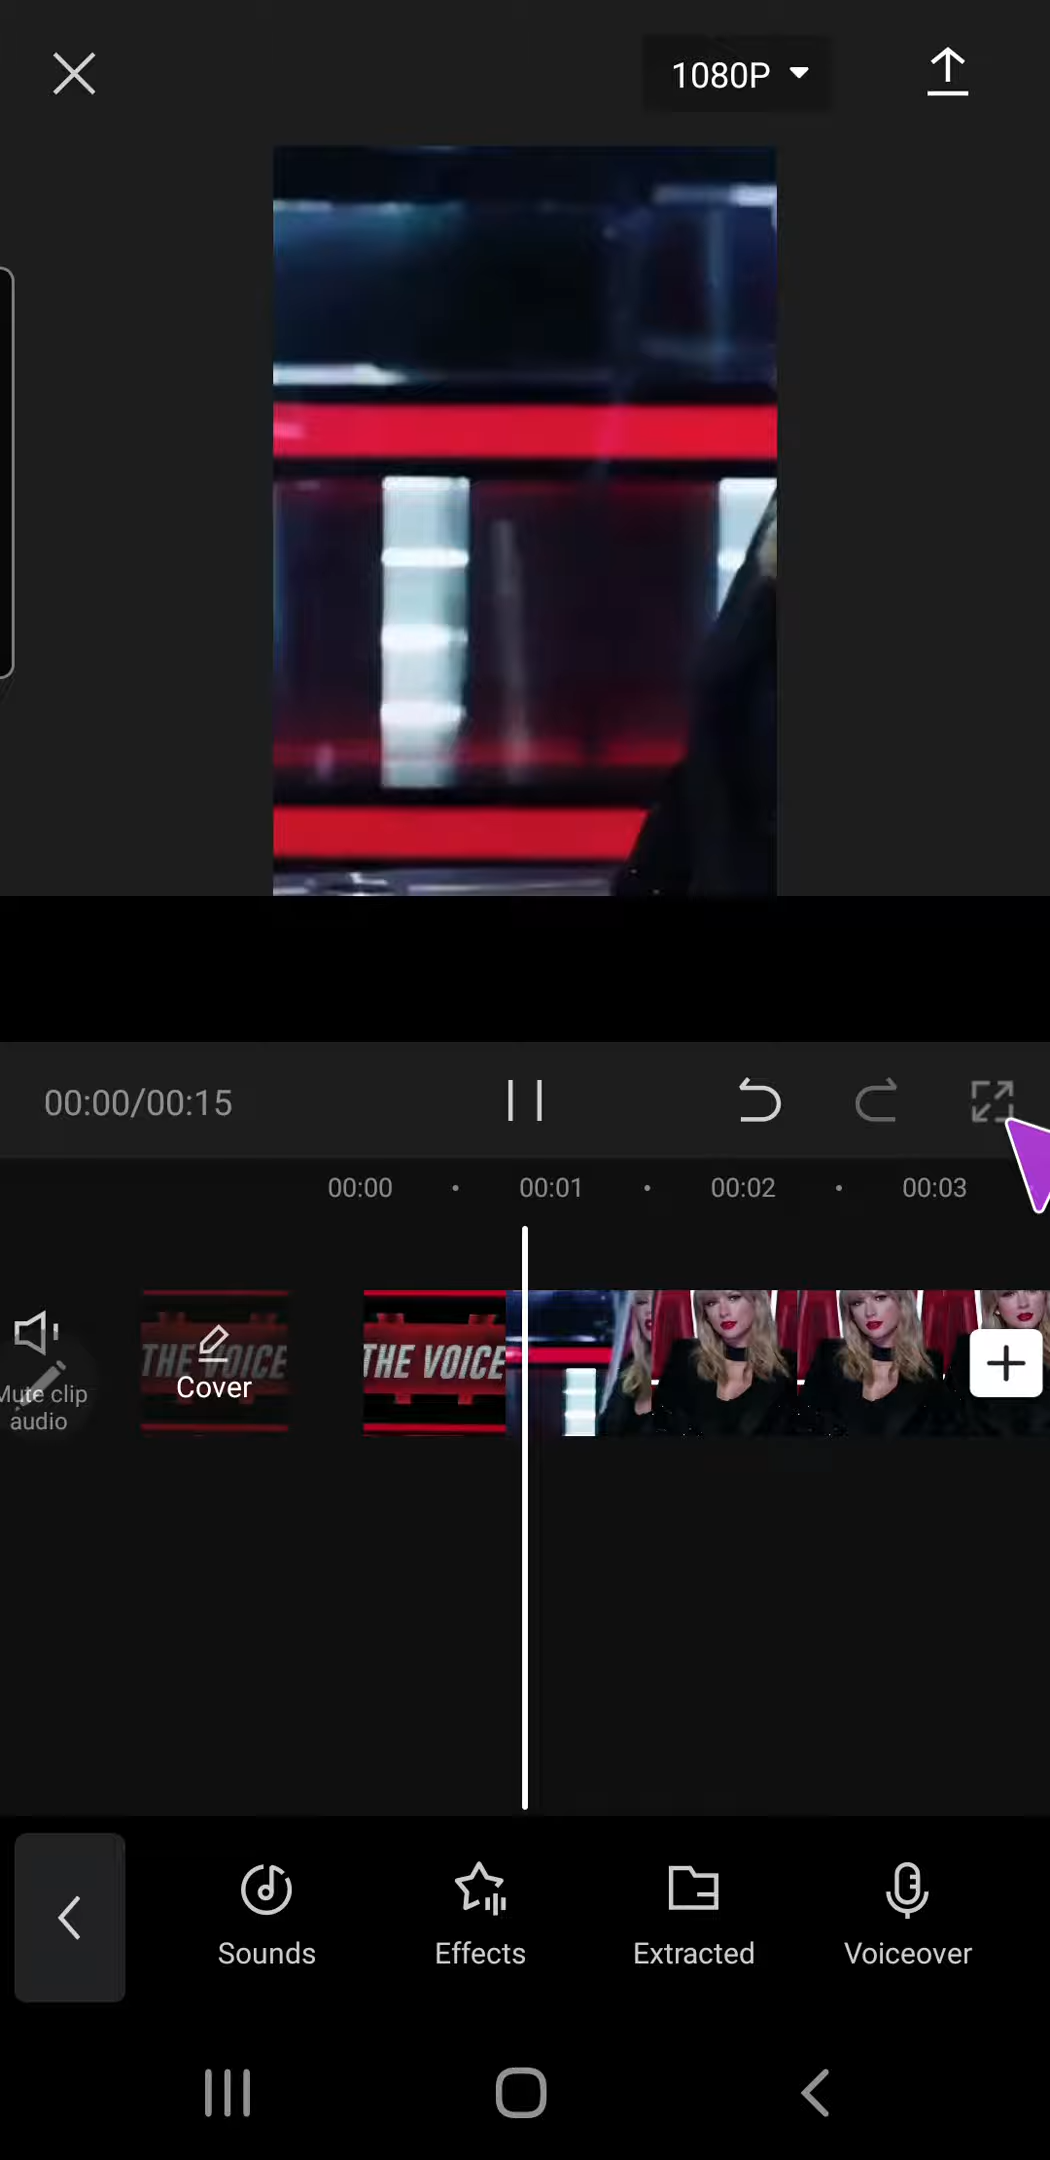 1080P
00:00/00:15
00:00 00:01 00:02 00:03
Mute clip
audio
THE VOICE
Cover
THE VOICE
Sounds
Effects
Extracted
Voiceover